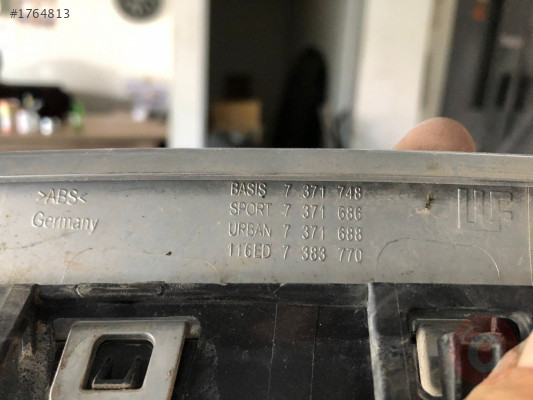 #1764813
>ABS<
Germany
BASIS 7 371 748
SPORT 7 371 686
URBAN 7 371 688
116ED 7 383 770